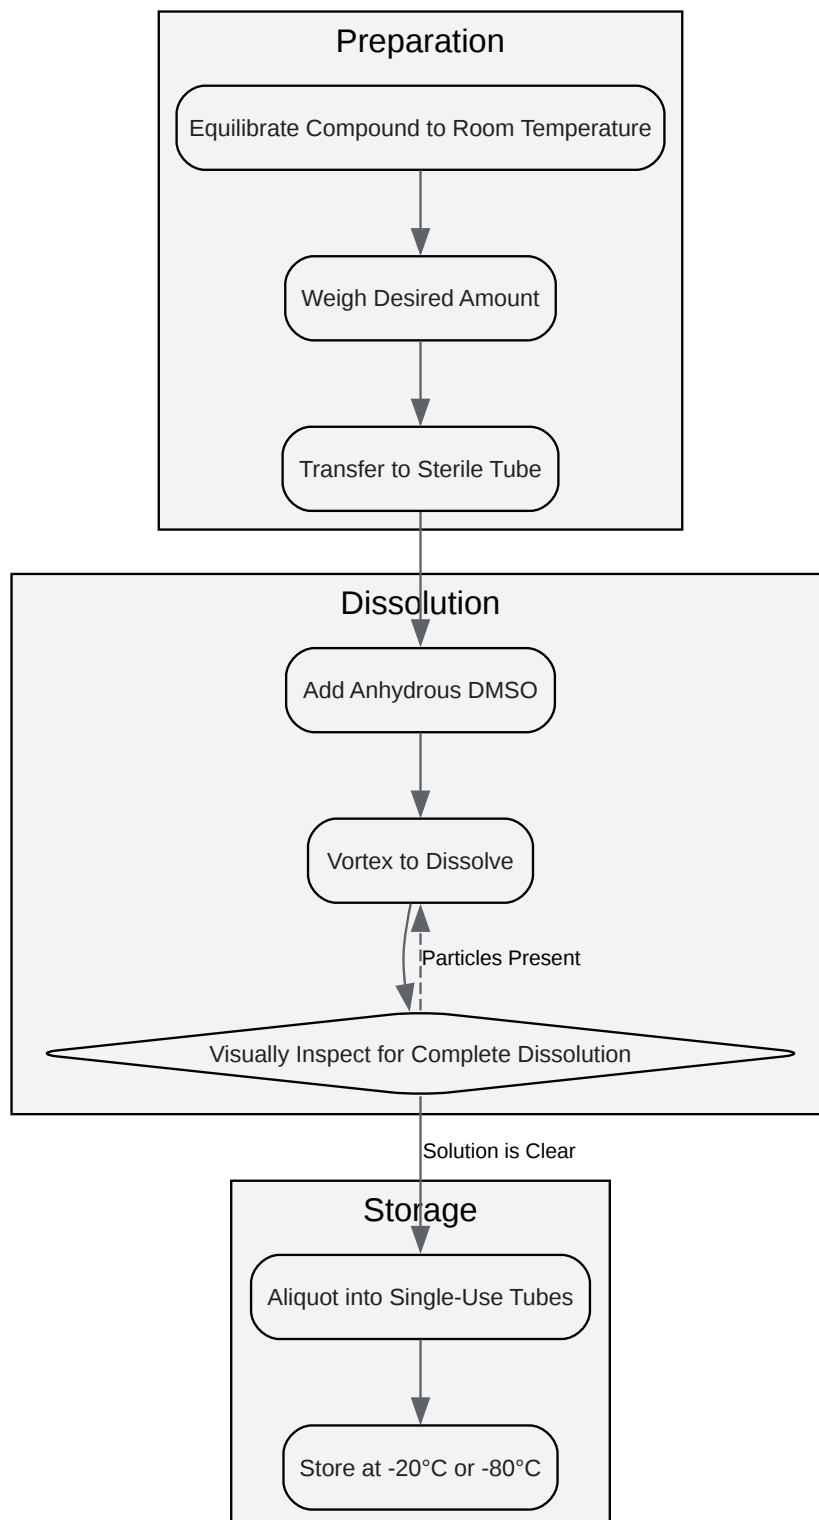 Preparation
Equilibrate Compound to Room Temperature
Weigh Desired Amount
Transfer to Sterile Tube
Dissolution
Add Anhydrous DMSO
Vortex to Dissolve
Particles Present
Visually Inspect for Complete Dissolution
Solution is Clear
Storage
Aliquot into Single-Use Tubes
Store at -20°C or -80°C